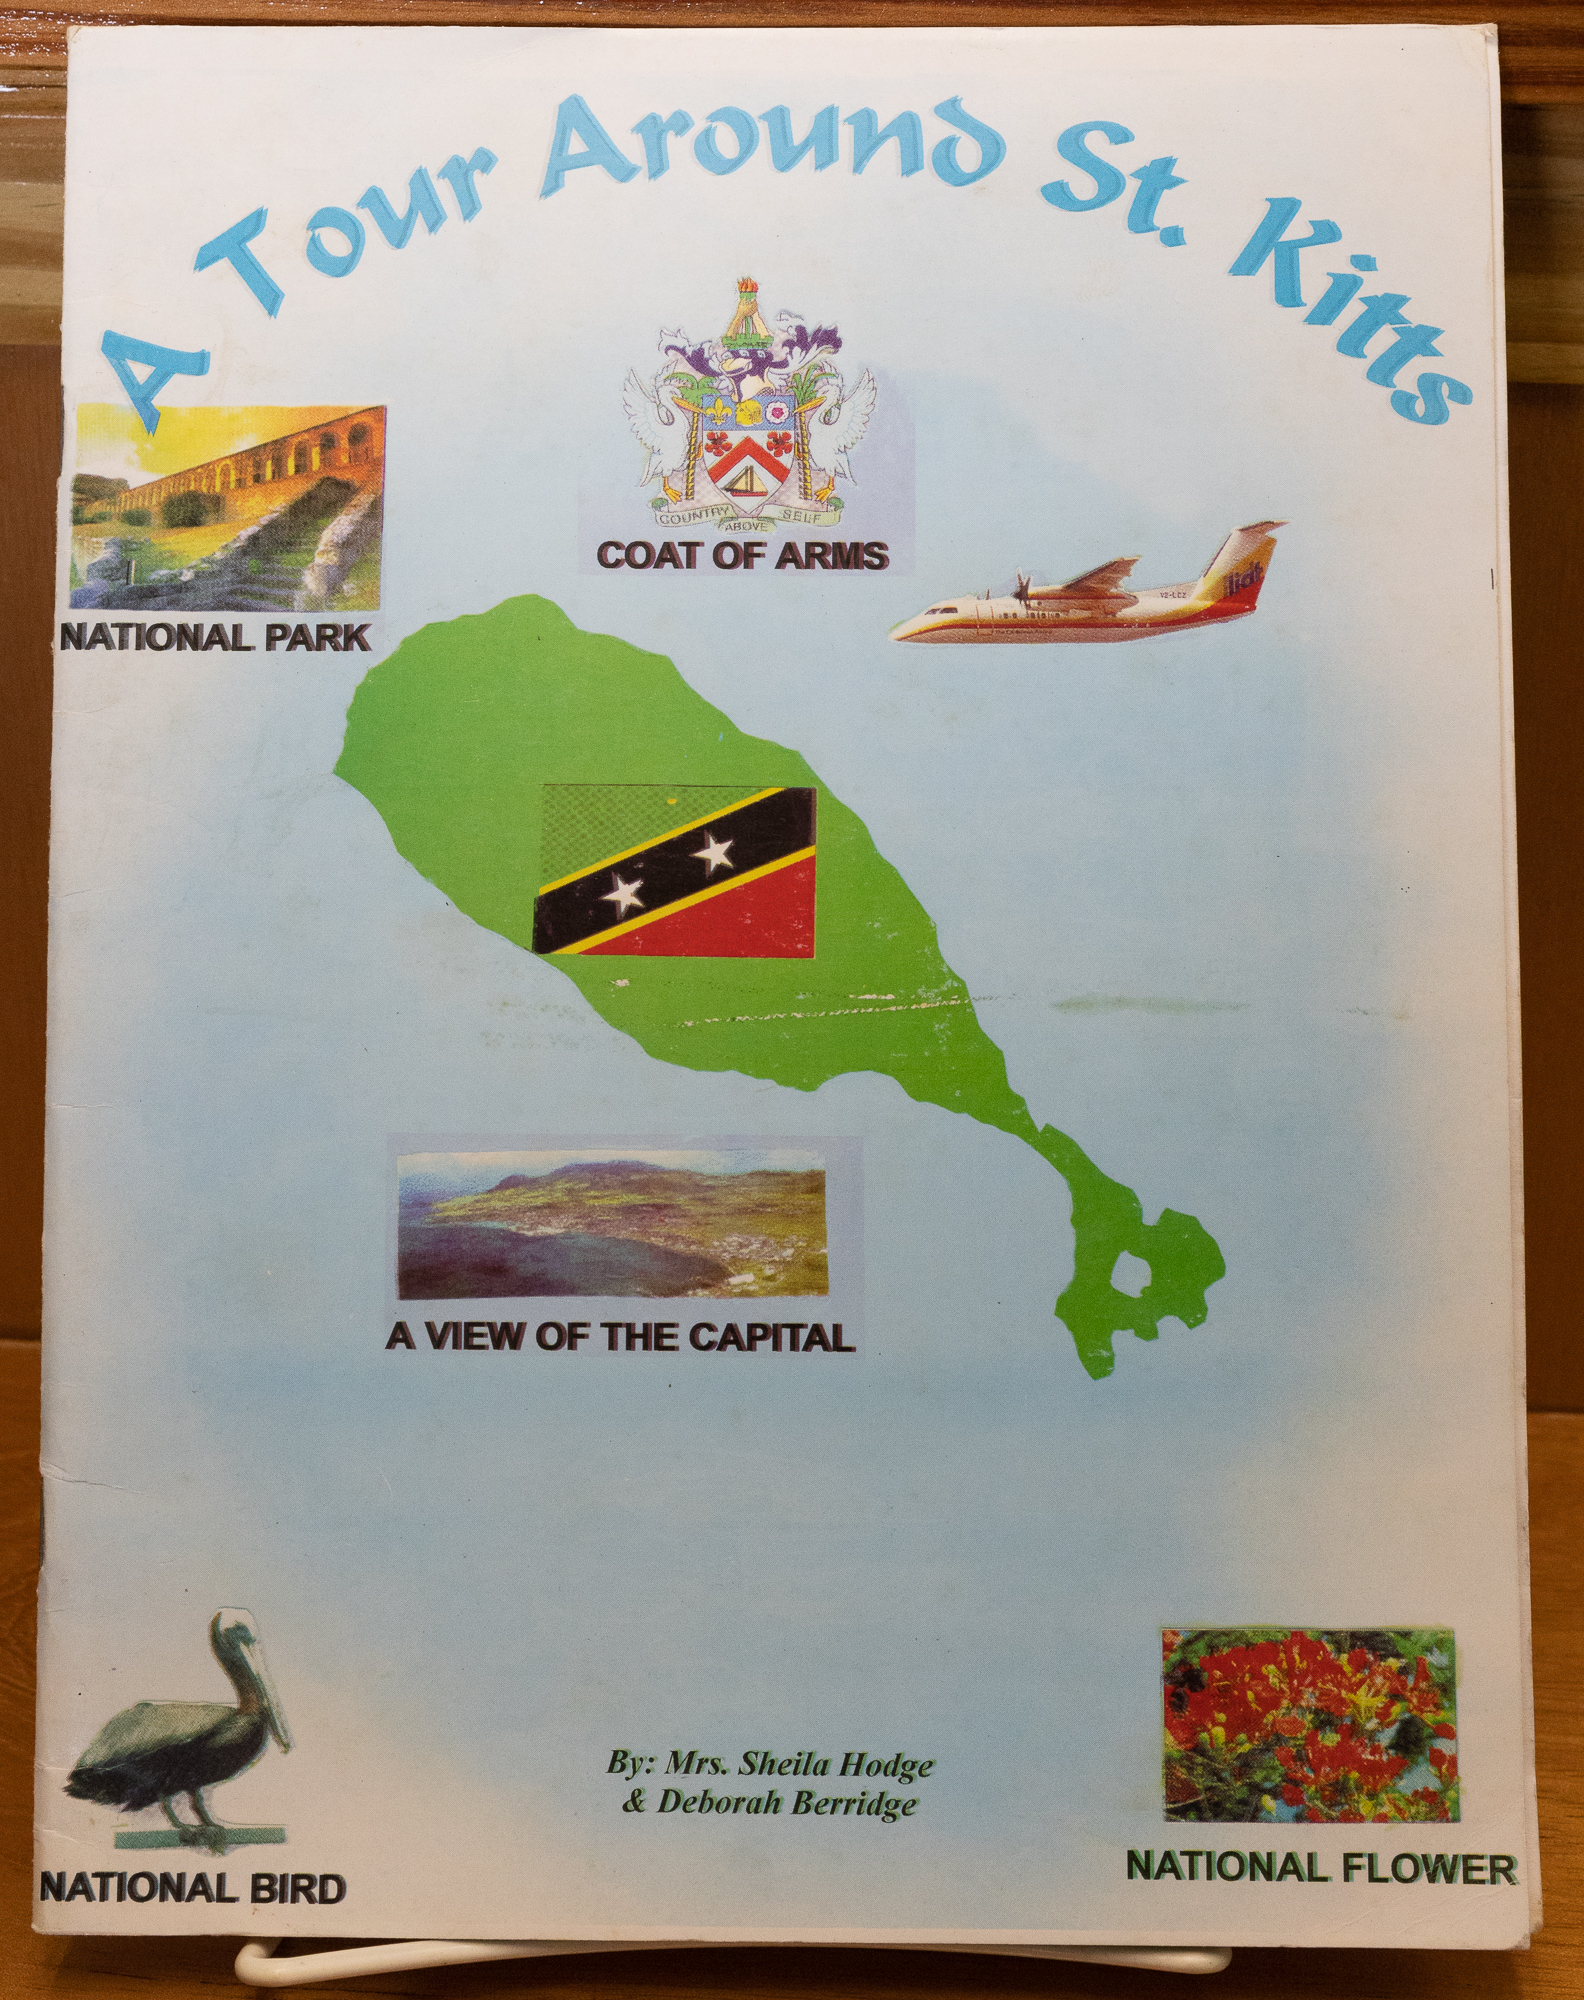 A Tour Around St. Kitts
COUNTRY ABOVE SELF
COAT OF ARMS
NATIONAL PARK
liat
V2-LCZ
A VIEW OF THE CAPITAL
By: Mrs. Sheila Hodge
& Deborah Berridge
NATIONAL BIRD
NATIONAL FLOWER